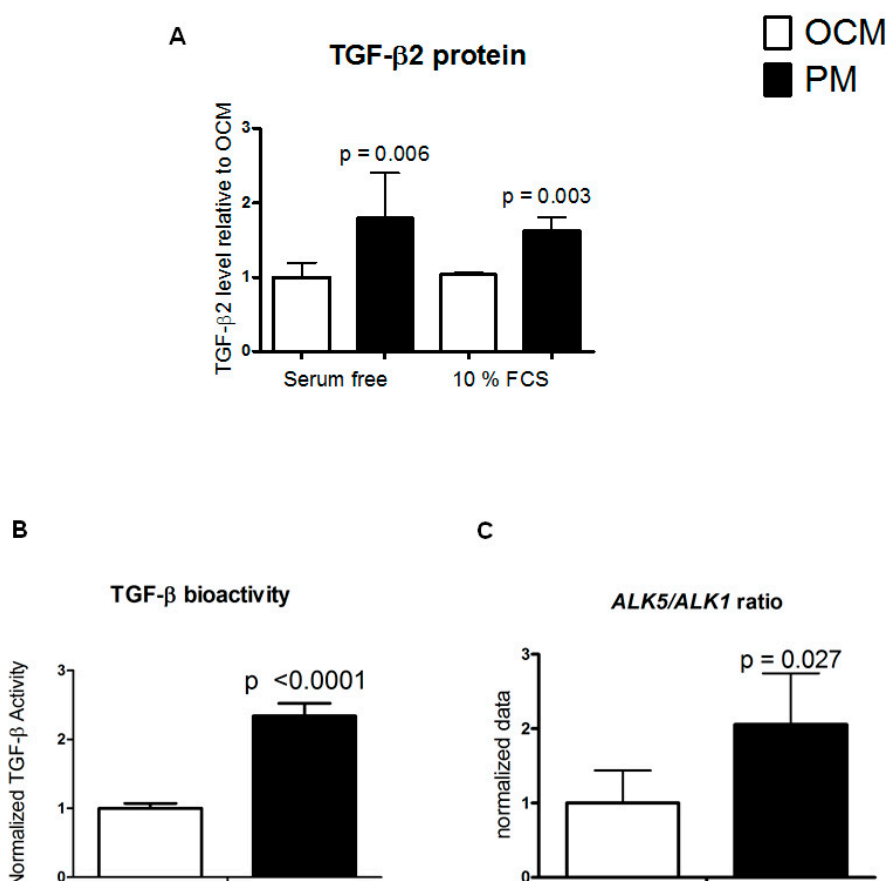 A
TGF-β2 protein
OCM
PM
TGF-β2 level relative to OCM
3
2
1
0
p = 0.006
p = 0.003
Serum free
10 % FCS
B
TGF-β bioactivity
Normalized TGF-β Activity
3
2
1
0
p <0.0001
C
ALK5/ALK1 ratio
normalized data
3
2
1
0
p = 0.027